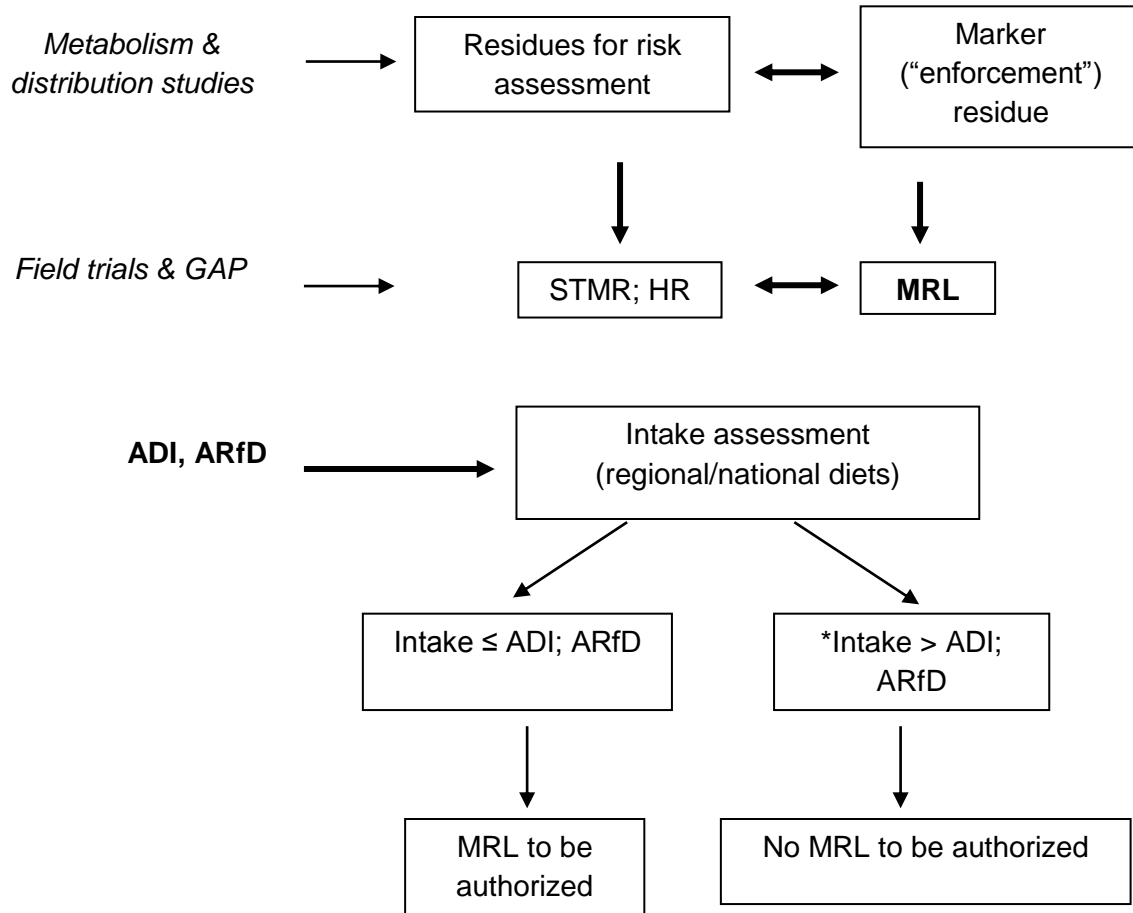 Metabolism &
distribution studies
Residues for risk
assessment
Marker
(“enforcement”)
residue
Field trials & GAP
STMR; HR
MRL
ADI, ARfD
Intake assessment
(regional/national diets)
Intake ≤ ADI; ARfD
*Intake > ADI;
ARfD
MRL to be
authorized
No MRL to be authorized